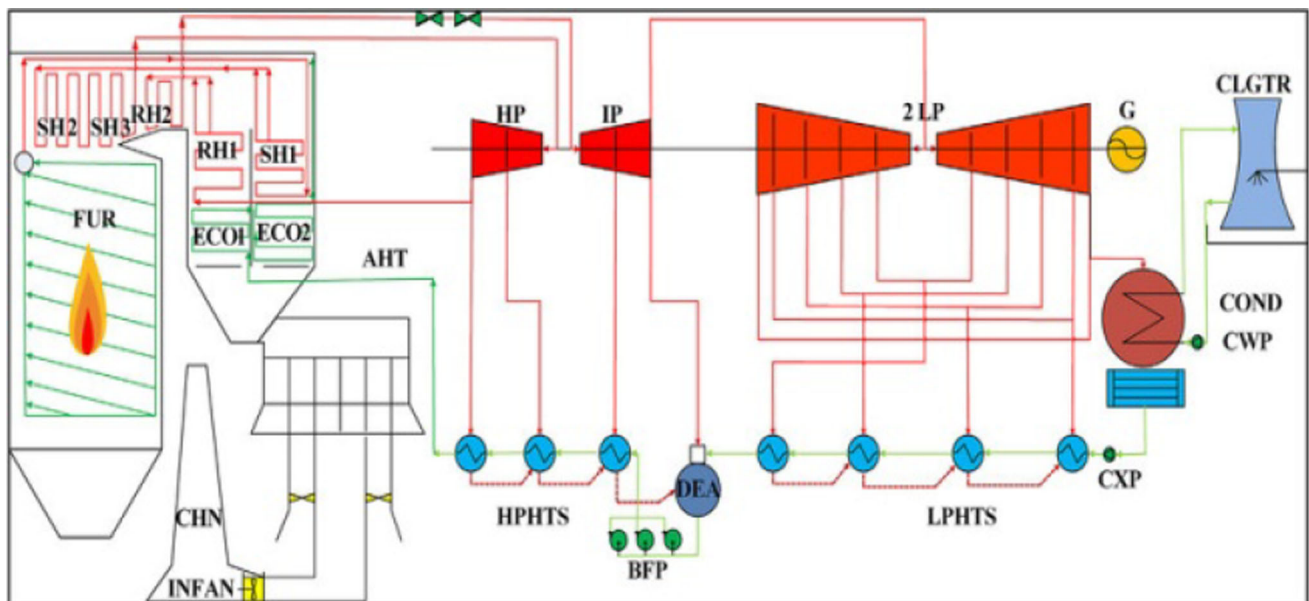 CLGTR
HP
IP
2 LP
G
SH2
SH3
RH2
RH1
SH1
FUR
ECO1
ECO2
AHT
COND
CWP
DEA
CXP
HPHTS
LPHTS
CHN
BFP
INFAN